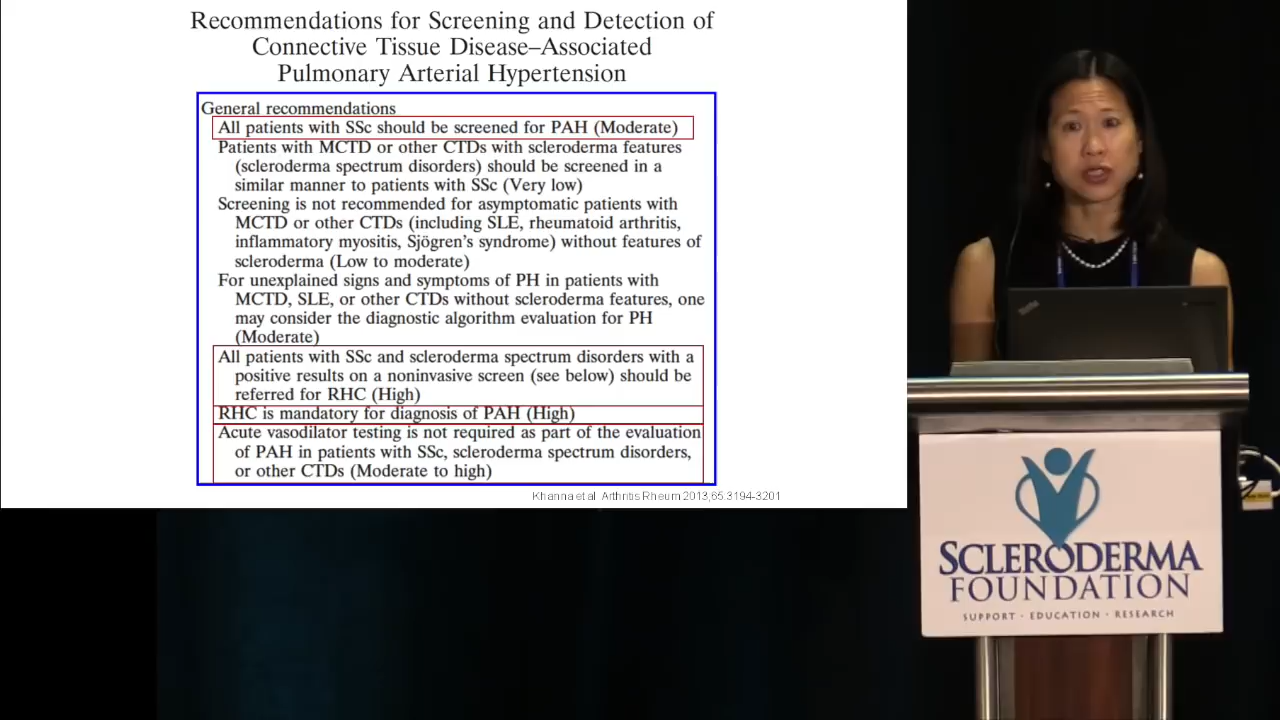 Recommendations for Screening and Detection of
Connective Tissue Disease–Associated
Pulmonary Arterial Hypertension
General recommendations
All patients with SSc should be screened for PAH (Moderate)
Patients with MCTD or other CTDs with scleroderma features
(scleroderma spectrum disorders) should be screened in a
similar manner to patients with SSc (Very low)
Screening is not recommended for asymptomatic patients with
MCTD or other CTDs (including SLE, rheumatoid arthritis,
inflammatory myositis, Sjögren's syndrome) without features of
scleroderma (Low to moderate)
For unexplained signs and symptoms of PH in patients with
MCTD, SLE, or other CTDs without scleroderma features, one
may consider the diagnostic algorithm evaluation for PH
(Moderate)
All patients with SSc and scleroderma spectrum disorders with a
positive results on a noninvasive screen (see below) should be
referred for RHC (High)
RHC is mandatory for diagnosis of PAH (High)
Acute vasodilator testing is not required as part of the evaluation
of PAH in patients with SSc, scleroderma spectrum disorders,
or other CTDs (Moderate to high)
Khanna et al. Arthritis Rheum 2013;65:3194-3201
ThinkPad
SCLERODERMA
FOUNDATION
SUPPORT · EDUCATION · RESEARCH